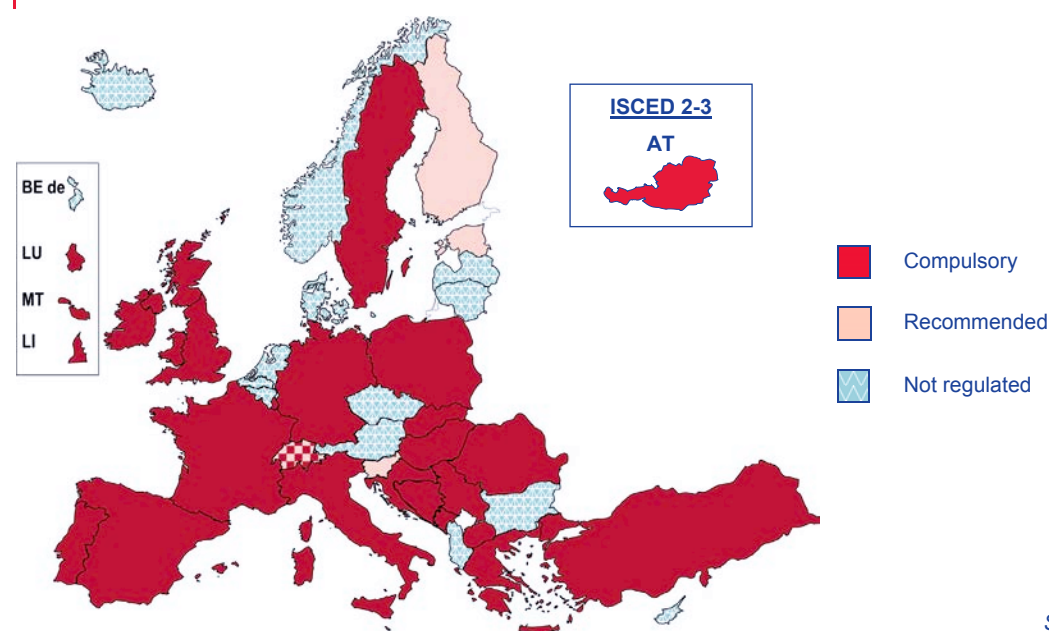 ISCED 2-3
AT
BE de
LU
MT
LI
Compulsory
Recommended
Not regulated
S